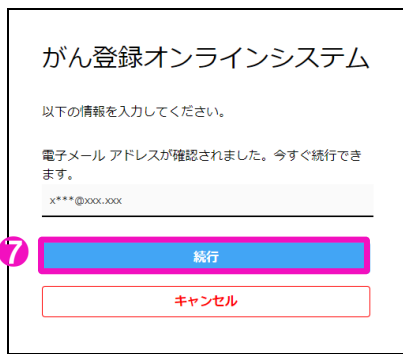 がん登録オンラインシステム
以下の情報を入力してください。
電子メール アドレスが確認されました。今すぐ続行でき
ます。
x***@xxx.xxx
❼
続行
キャンセル